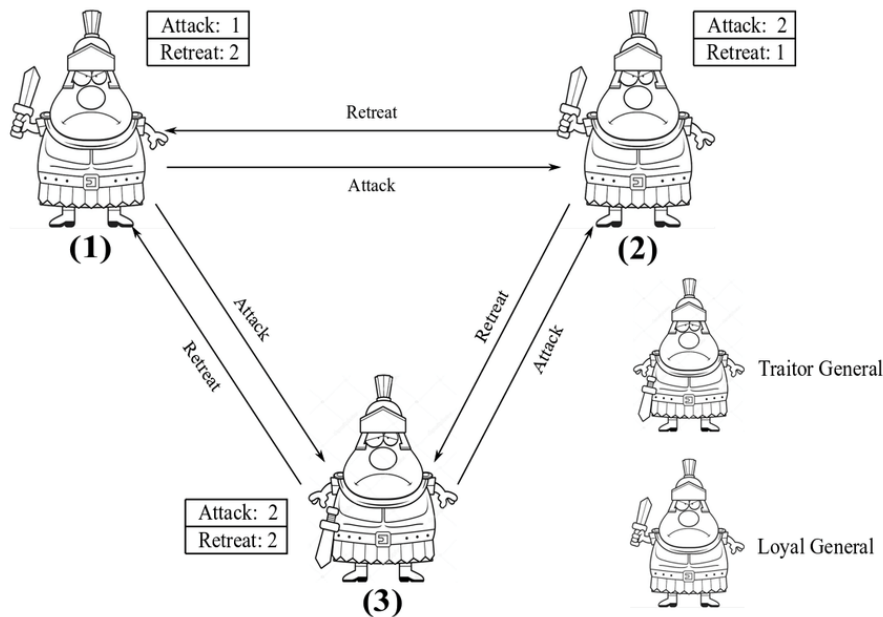 Attack: 1
Retreat: 2
Attack: 2
Retreat: 1
Retreat
Attack
(1)
(2)
Attack
Retreat
Retreat
Attack
Traitor General
Attack: 2
Retreat: 2
Loyal General
(3)